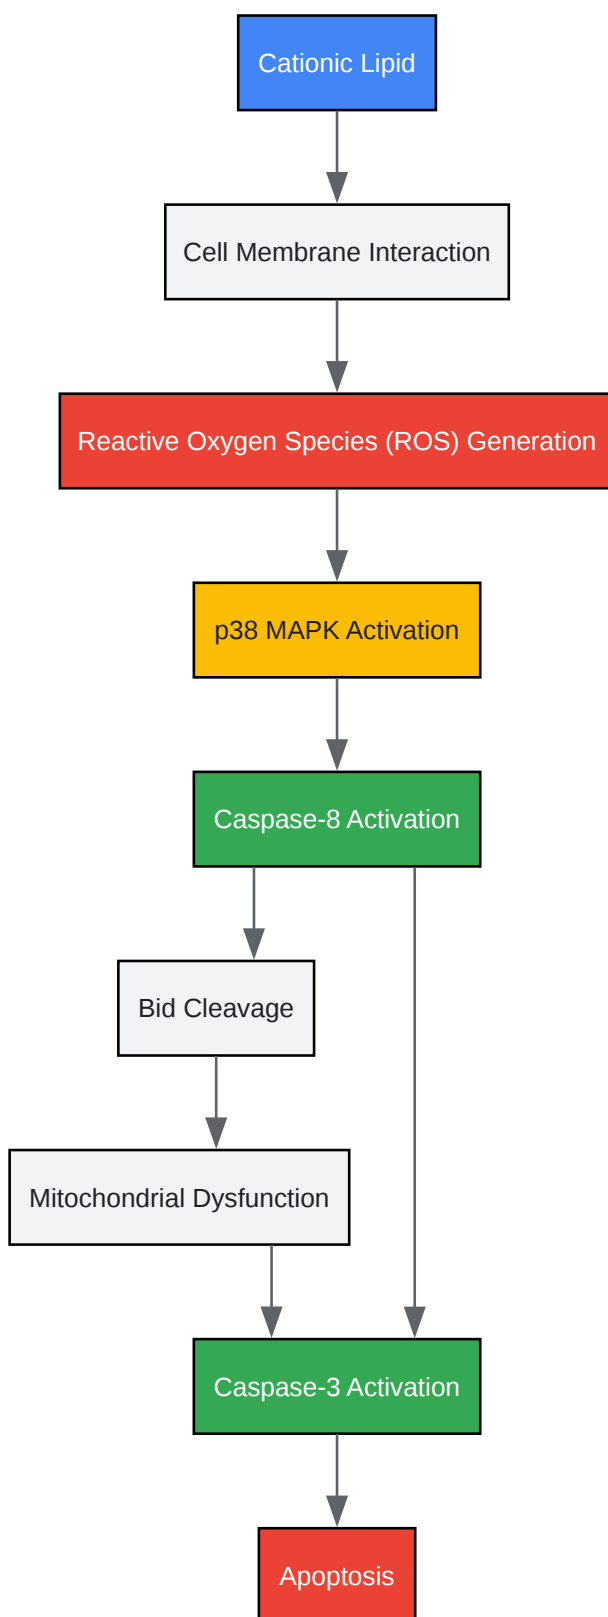 Cationic Lipid
Cell Membrane Interaction
Reactive Oxygen Species (ROS) Generation
p38 MAPK Activation
Caspase-8 Activation
Bid Cleavage
Mitochondrial Dysfunction
Caspase-3 Activation
Apoptosis